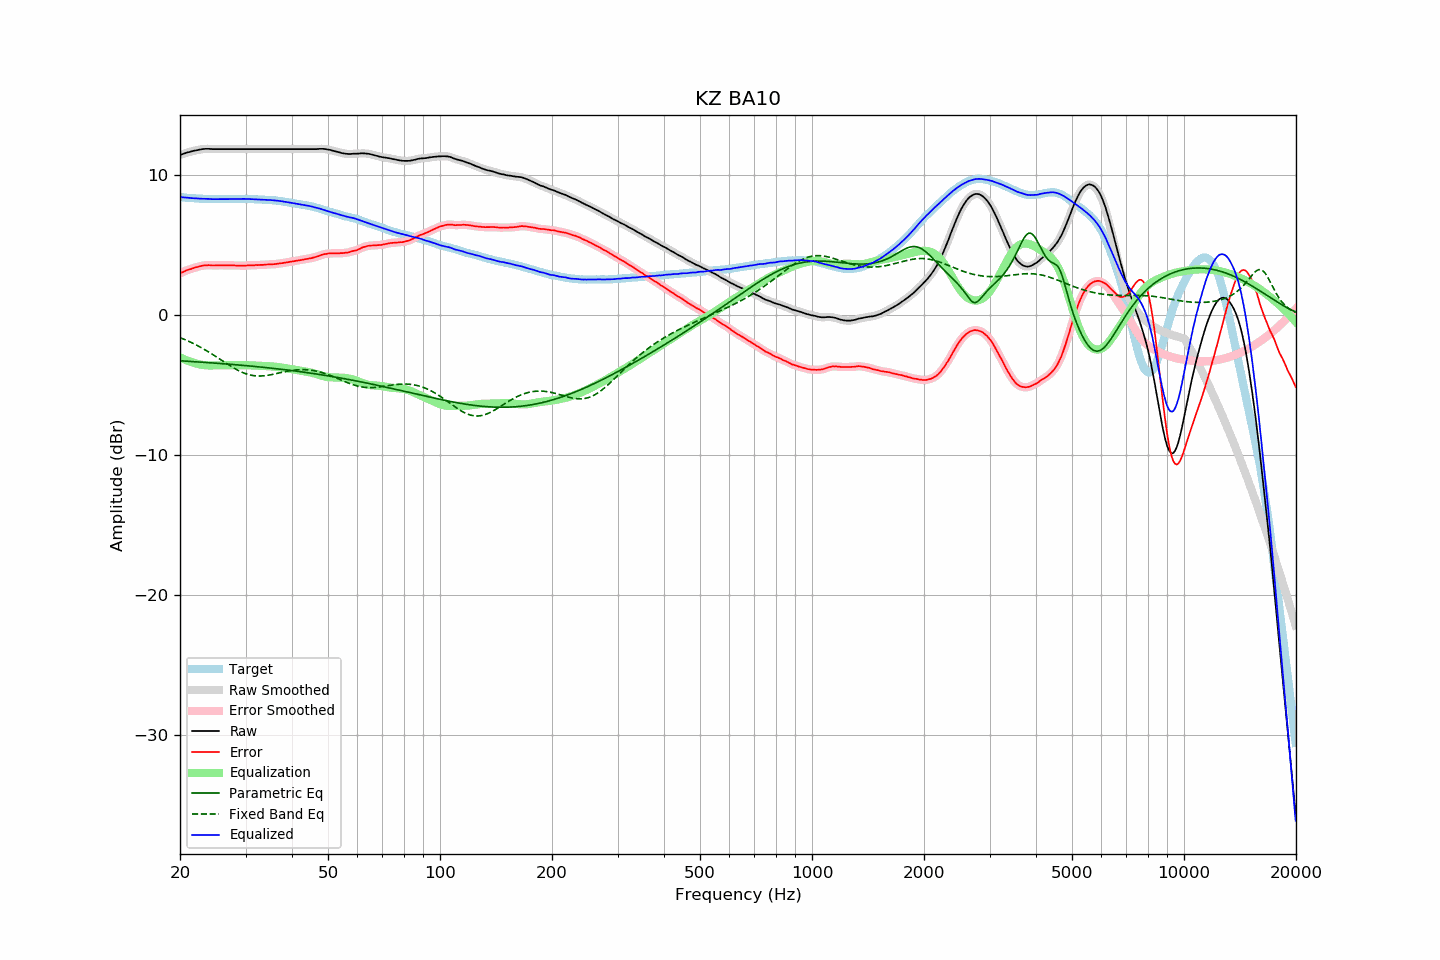 KZ BA10
Amplitude (dBr)
10
0
−10
−20
−30
Target
Raw Smoothed
Error Smoothed
Raw
Error
Equalization
Parametric Eq
Fixed Band Eq
Equalized
20 50 100 200 500 1000 2000 5000 10000 20000
Frequency (Hz)